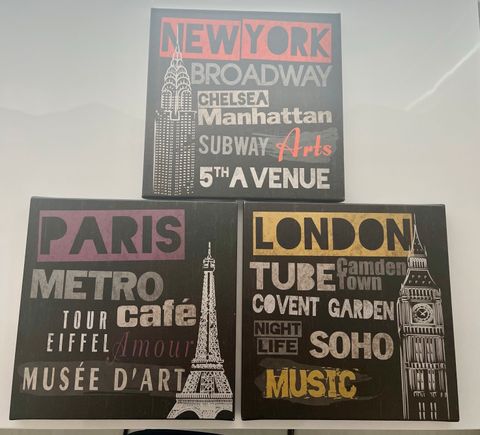 NEW YORK
BROADWAY
CHELSEA
Manhattan
SUBWAY Arts
5TH AVENUE
PARIS
METRO
TOUR EIFFEL
café
Amour
MUSÉE D'ART
LONDON
TUBE
Camden Town
COVENT GARDEN
NIGHT LIFE
SOHO
MUSIC